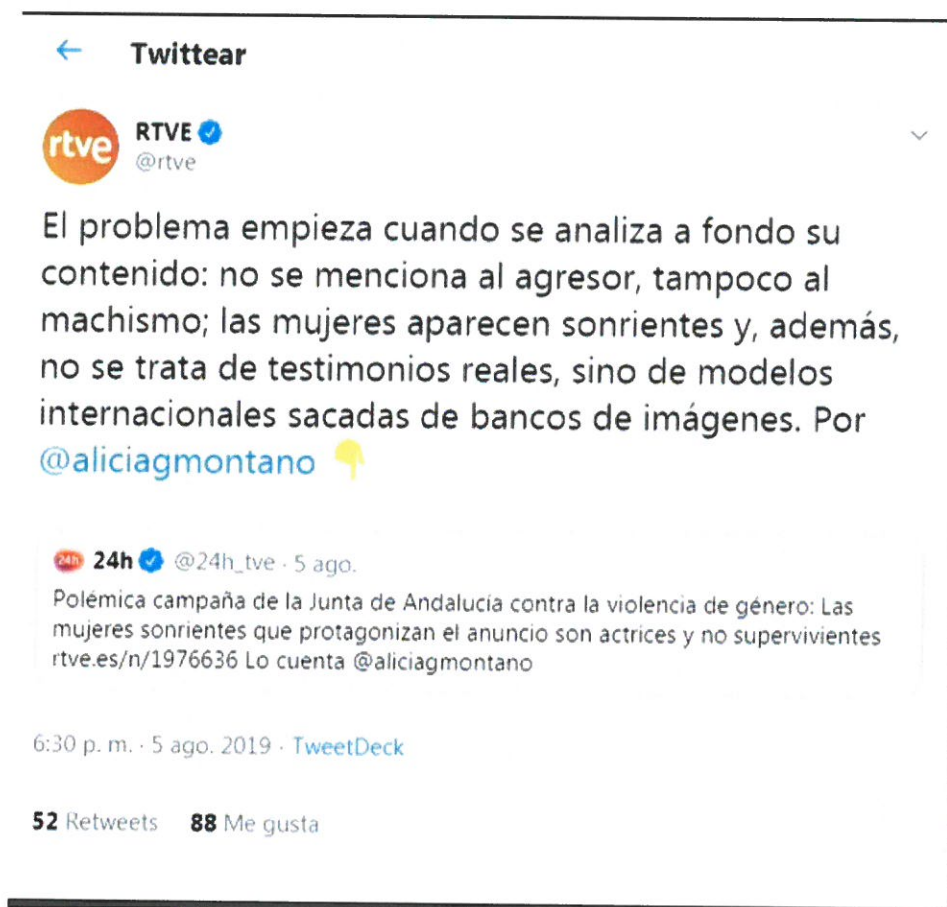 ← Twittear
rtve
RTVE
@rtve
El problema empieza cuando se analiza a fondo su
contenido: no se menciona al agresor, tampoco al
machismo; las mujeres aparecen sonrientes y, además,
no se trata de testimonios reales, sino de modelos
internacionales sacadas de bancos de imágenes. Por
@aliciagmontano 👇
24h 24h @24h_tve · 5 ago.
Polémica campaña de la Junta de Andalucía contra la violencia de género: Las
mujeres sonrientes que protagonizan el anuncio son actrices y no supervivientes
rtve.es/n/1976636 Lo cuenta @aliciagmontano
6:30 p. m. · 5 ago. 2019 · TweetDeck
52 Retweets 88 Me gusta